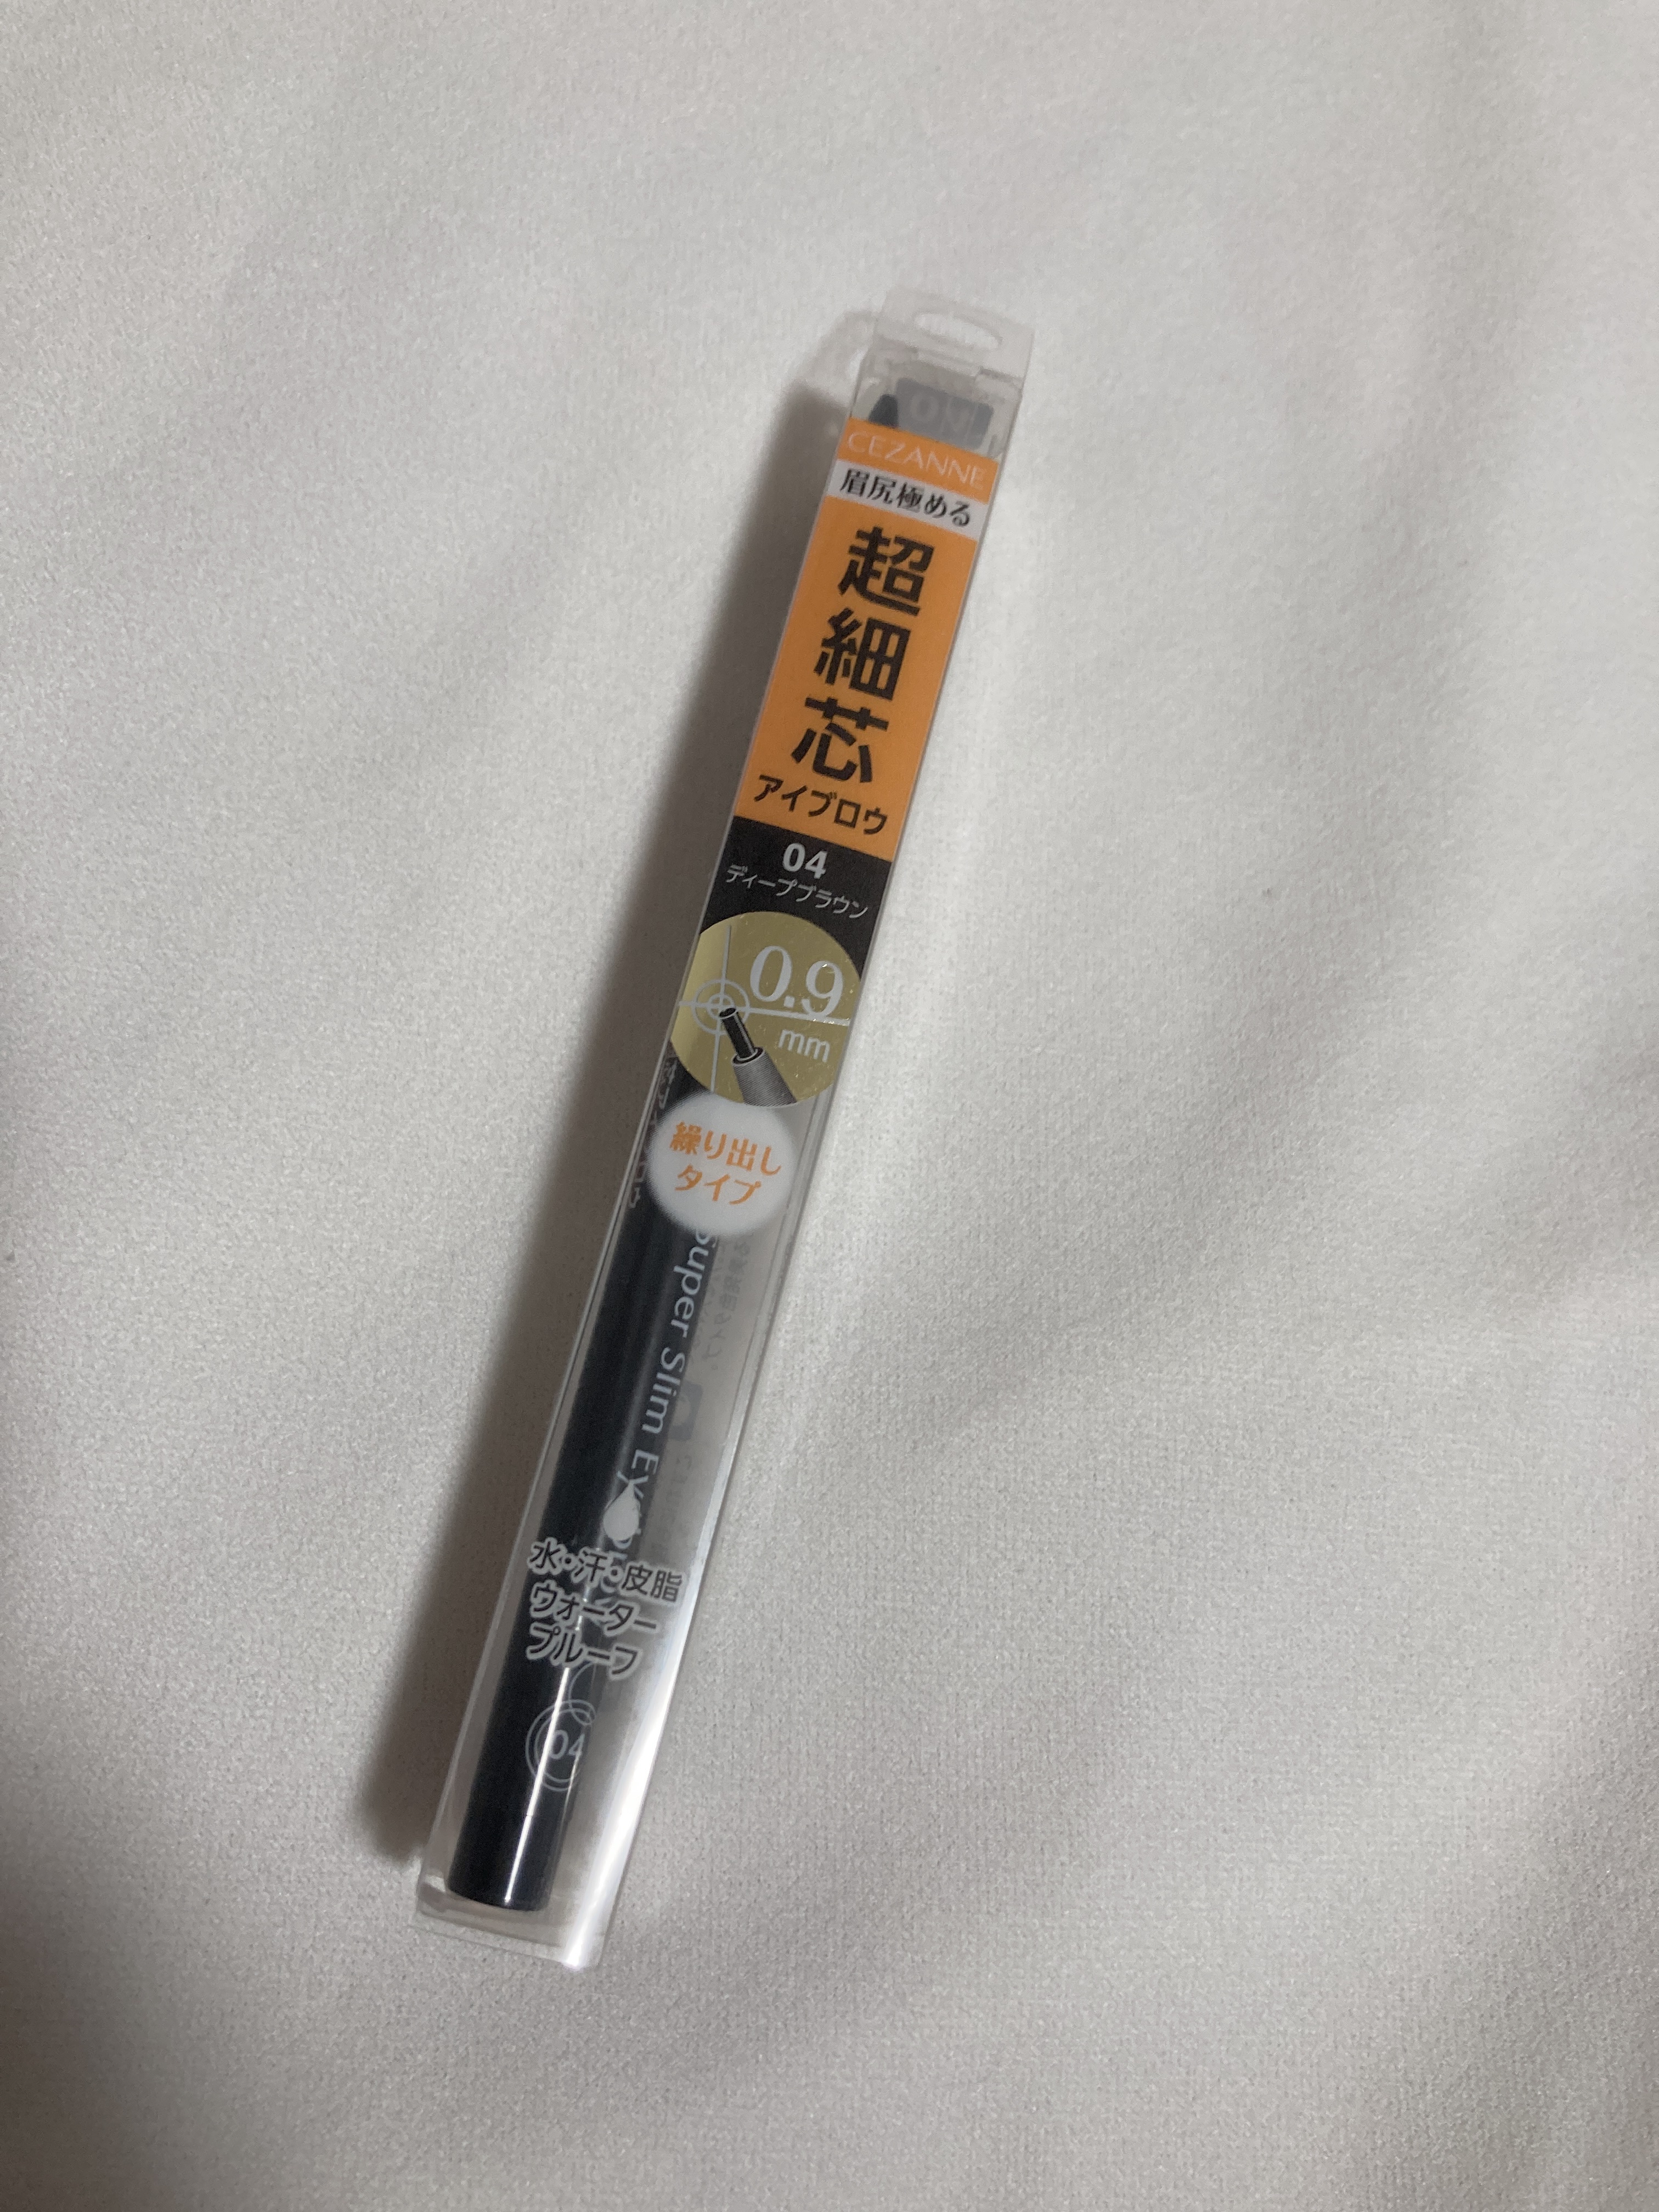 CEZANNE
眉尻極める
超細芯
アイブロウ
04
ディープブラウン
0.9
mm
繰り出し
タイプ
Super Slim
水・汗・皮脂
ウォーター
プルーフ
04